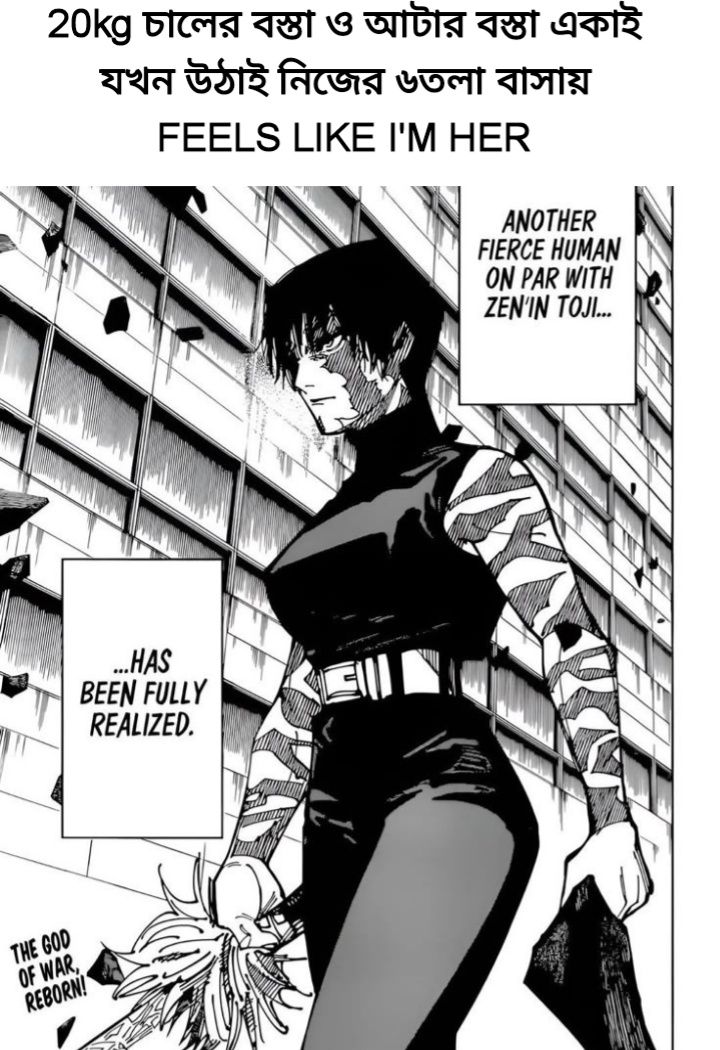 20kg চালের বস্তা ও আটার বস্তা একাই
যখন উঠাই নিজের ৬তলা বাসায়
FEELS LIKE I'M HER
ANOTHER
FIERCE HUMAN
ON PAR WITH
ZEN'IN TOJI...
...HAS
BEEN FULLY
REALIZED.
THE GOD
OF WAR,
REBORN!